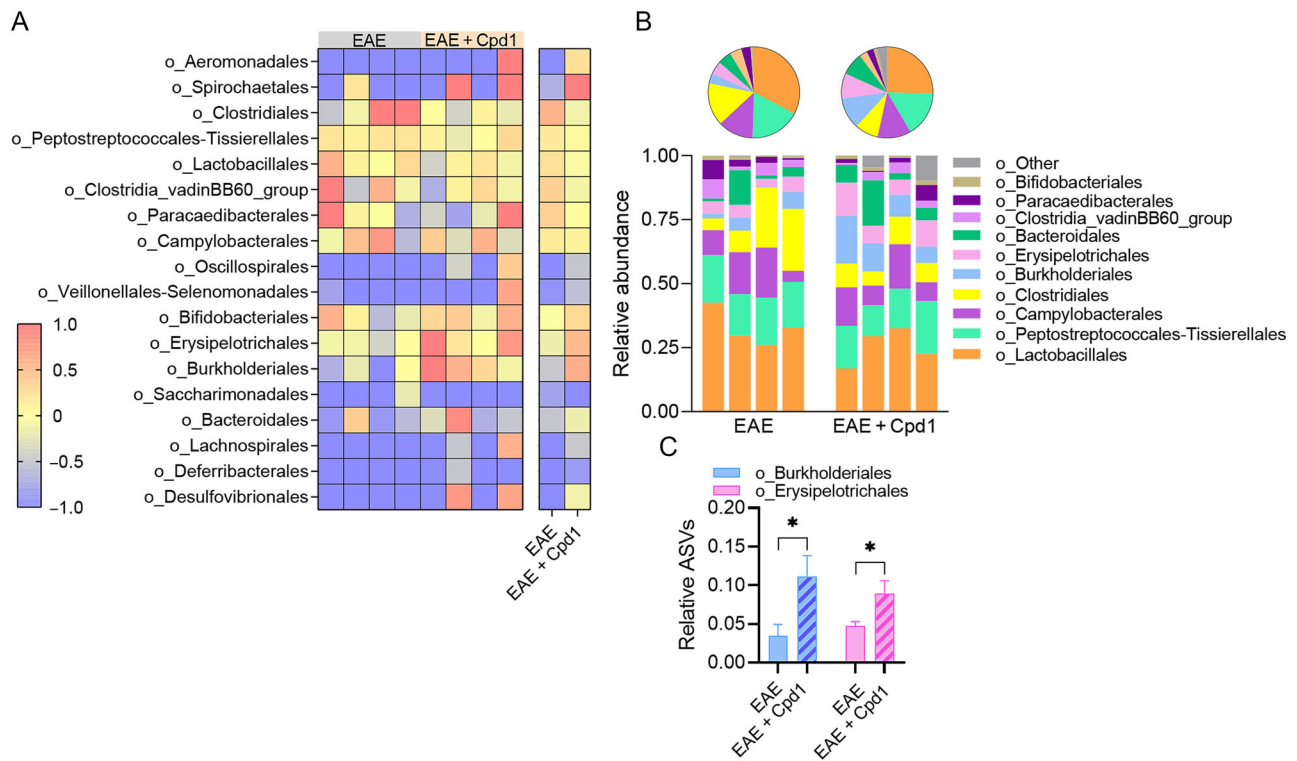 A
EAE
EAE + Cpd1
o_Aeromonadales
o_Spirochaetales
o_Clostridiales
o_Peptostreptococcales-Tissierellales
o_Lactobacillales
o_Clostridia_vadinBB60_group
o_Paracaedibacterales
o_Campylobacterales
o_Oscillospirales
o_Veillonellales-Selenomonadales
o_Bifidobacteriales
o_Erysipelotrichales
o_Burkholderiales
o_Saccharimonadales
o_Bacteroidales
o_Lachnospirales
o_Deferribacterales
o_Desulfovibrionales
1.0
0.5
0
−0.5
−1.0
EAE
EAE + Cpd1
B
Relative abundance
1.00
0.75
0.50
0.25
0.00
EAE
EAE + Cpd1
o_Other
o_Bifidobacteriales
o_Paracaedibacterales
o_Clostridia_vadinBB60_group
o_Bacteroidales
o_Erysipelotrichales
o_Burkholderiales
o_Clostridiales
o_Campylobacterales
o_Peptostreptococcales-Tissierellales
o_Lactobacillales
C
o_Burkholderiales
o_Erysipelotrichales
Relative ASVs
0.20
0.15
0.10
0.05
0.00
*
*
EAE
EAE + Cpd1
EAE
EAE + Cpd1